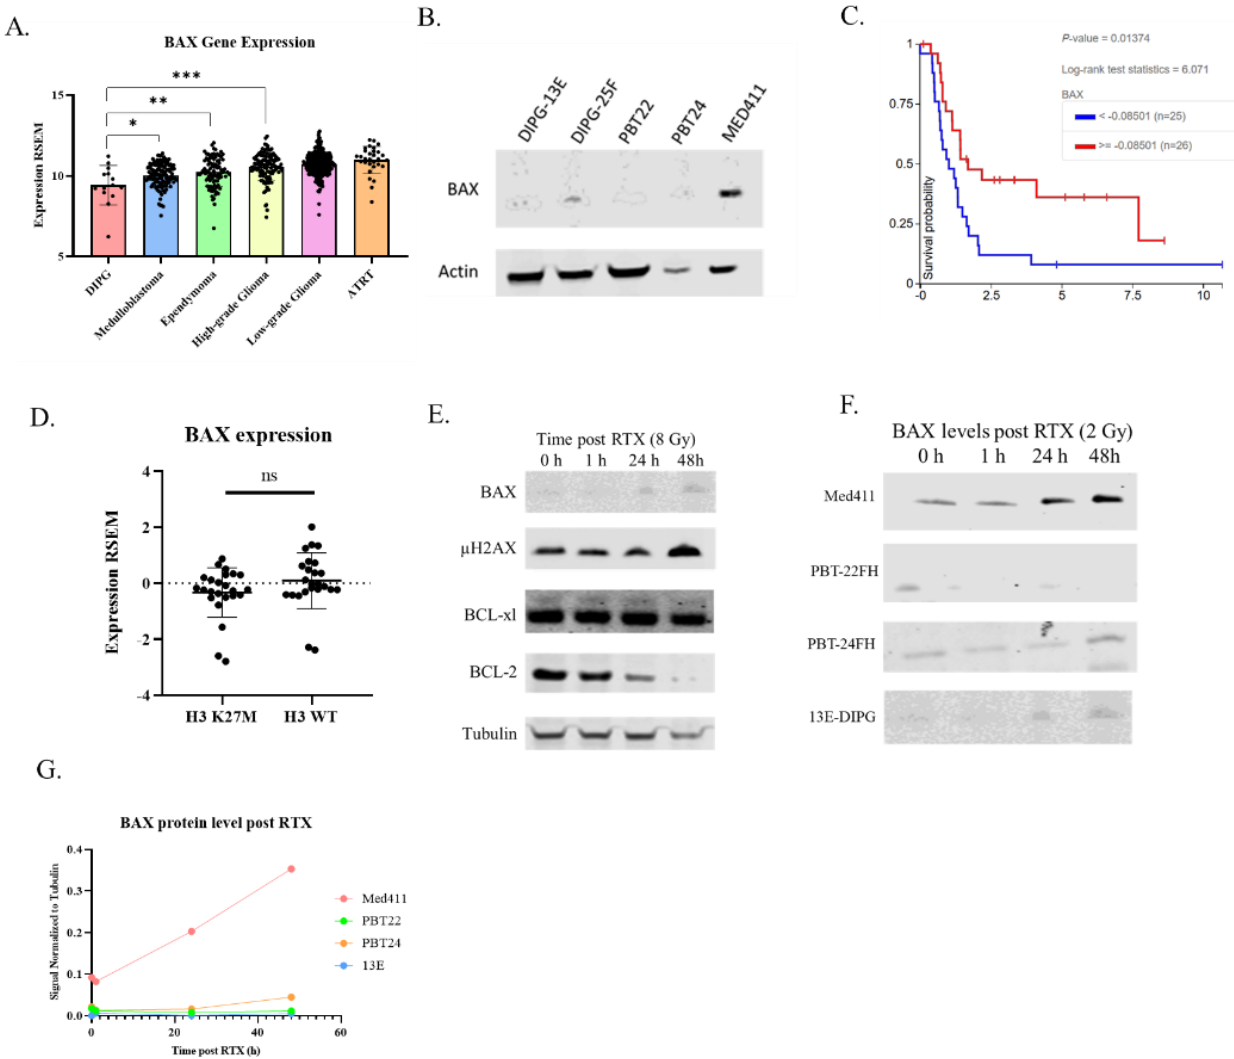 A.
BAX Gene Expression
***
**
*
Expression RSEM
15
10
5
DIPG
Medulloblastoma
Ependymoma
High-grade Glioma
Low-grade Glioma
ATRT
B.
DIPG-13E
DIPG-25F
PBT22
PBT24
MED411
BAX
Actin
C.
P-value = 0.01374
Log-rank test statistics = 6.071
BAX
< -0.08501 (n=25)
>= -0.08501 (n=26)
Survival probability
1
0.75
0.5
0.25
0
-0
2.5
5
7.5
10
D.
BAX expression
ns
Expression RSEM
4
2
0
-2
-4
H3 K27M
H3 WT
E.
Time post RTX (8 Gy)
0 h 1 h 24 h 48h
BAX
µH2AX
BCL-xl
BCL-2
Tubulin
F.
BAX levels post RTX (2 Gy)
0 h 1 h 24 h 48h
Med411
PBT-22FH
PBT-24FH
13E-DIPG
G.
BAX protein level post RTX
Signal Normalized to Tubulin
0.4
0.3
0.2
0.1
0.0
0 20 40 60
Time post RTX (h)
Med411
PBT22
PBT24
13E